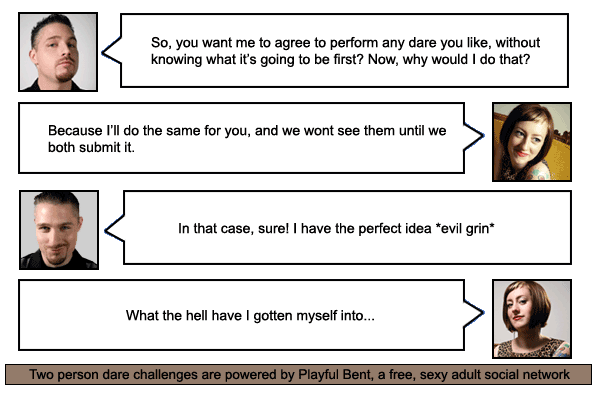 So, you want me to agree to perform any dare you like, without
knowing what it's going to be first? Now, why would I do that?
Because I'll do the same for you, and we wont see them until we
both submit it.
In that case, sure! I have the perfect idea *evil grin*
What the hell have I gotten myself into...
Two person dare challenges are powered by Playful Bent, a free, sexy adult social network